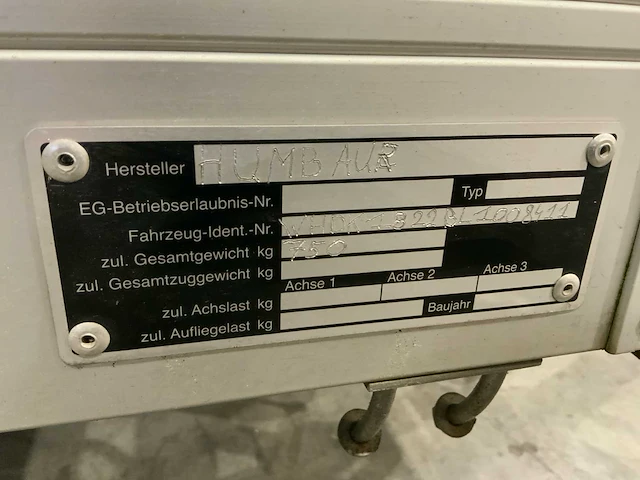 Hersteller HUMBAUR
EG-Betriebserlaubnis-Nr. Typ
Fahrzeug-Ident.-Nr.
zul. Gesamtgewicht kg 750
zul. Gesamtzuggewicht kg
Achse 1 Achse 2 Achse 3
zul. Achslast kg
zul. Aufliegelast kg Baujahr